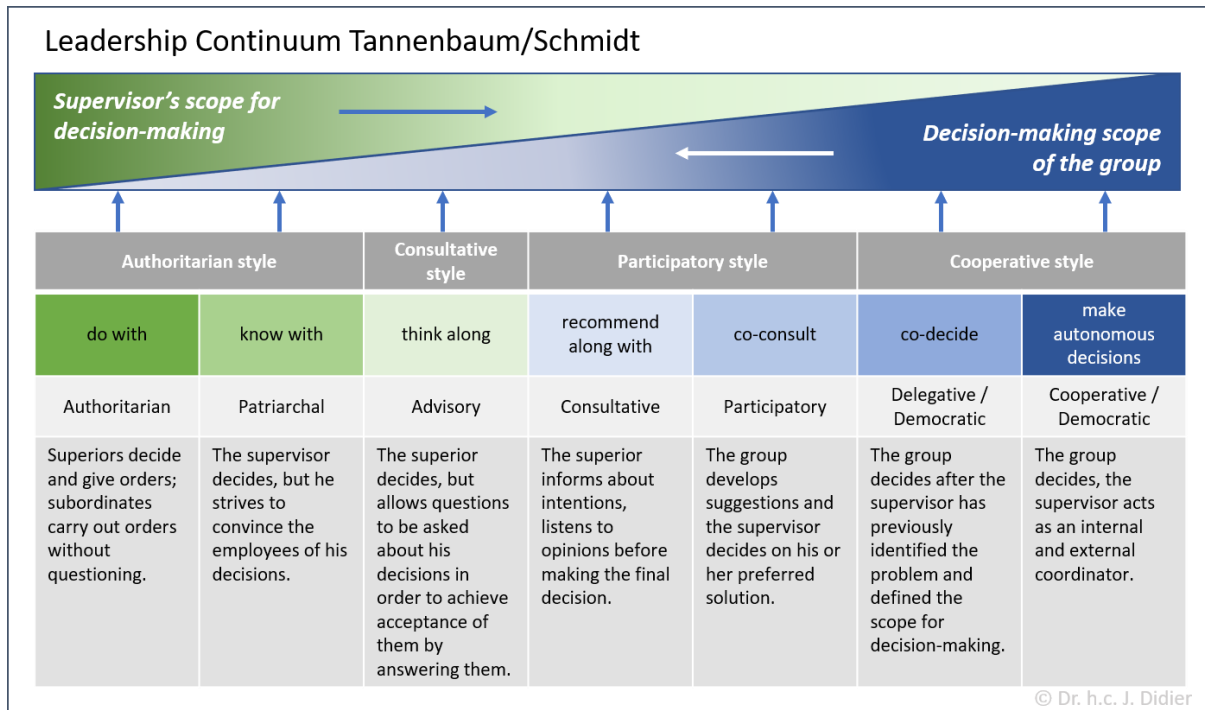 Leadership Continuum Tannenbaum/Schmidt
Supervisor's scope for
decision-making
Decision-making scope
of the group
Authoritarian style
Consultative
style
Participatory style
Cooperative style
do with
know with
think along
recommend
along with
co-consult
co-decide
make
autonomous
decisions
Authoritarian
Patriarchal
Advisory
Consultative
Participatory
Delegative /
Democratic
Cooperative /
Democratic
Superiors decide
and give orders;
subordinates
carry out orders
without
questioning.
The supervisor
decides, but he
strives to
convince the
employees of his
decisions.
The superior
decides, but
allows questions
to be asked
about his
decisions in
order to achieve
acceptance of
them by
answering them.
The superior
informs about
intentions,
listens to
opinions before
making the final
decision.
The group
develops
suggestions and
the supervisor
decides on his or
her preferred
solution.
The group
decides after the
supervisor has
previously
identified the
problem and
defined the
scope for
decision-making.
The group
decides, the
supervisor acts
as an internal
and external
coordinator.
© Dr. h.c. J. Didier